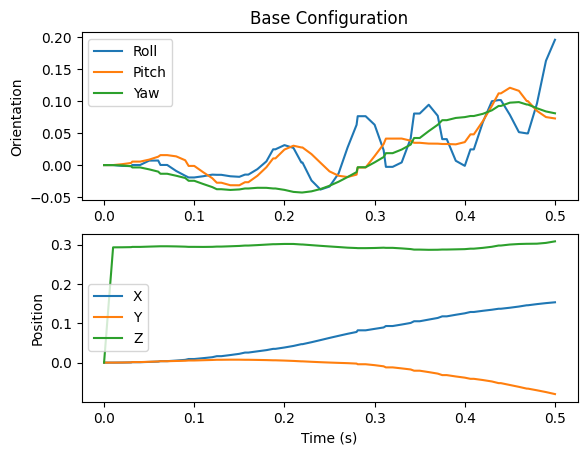 Base Configuration
0.20
0.15
0.10
0.05
0.00
−0.05
Orientation
Roll
Pitch
Yaw
0.0 0.1 0.2 0.3 0.4 0.5
0.3
0.2
0.1
0.0
Position
X
Y
Z
0.0 0.1 0.2 0.3 0.4 0.5
Time (s)